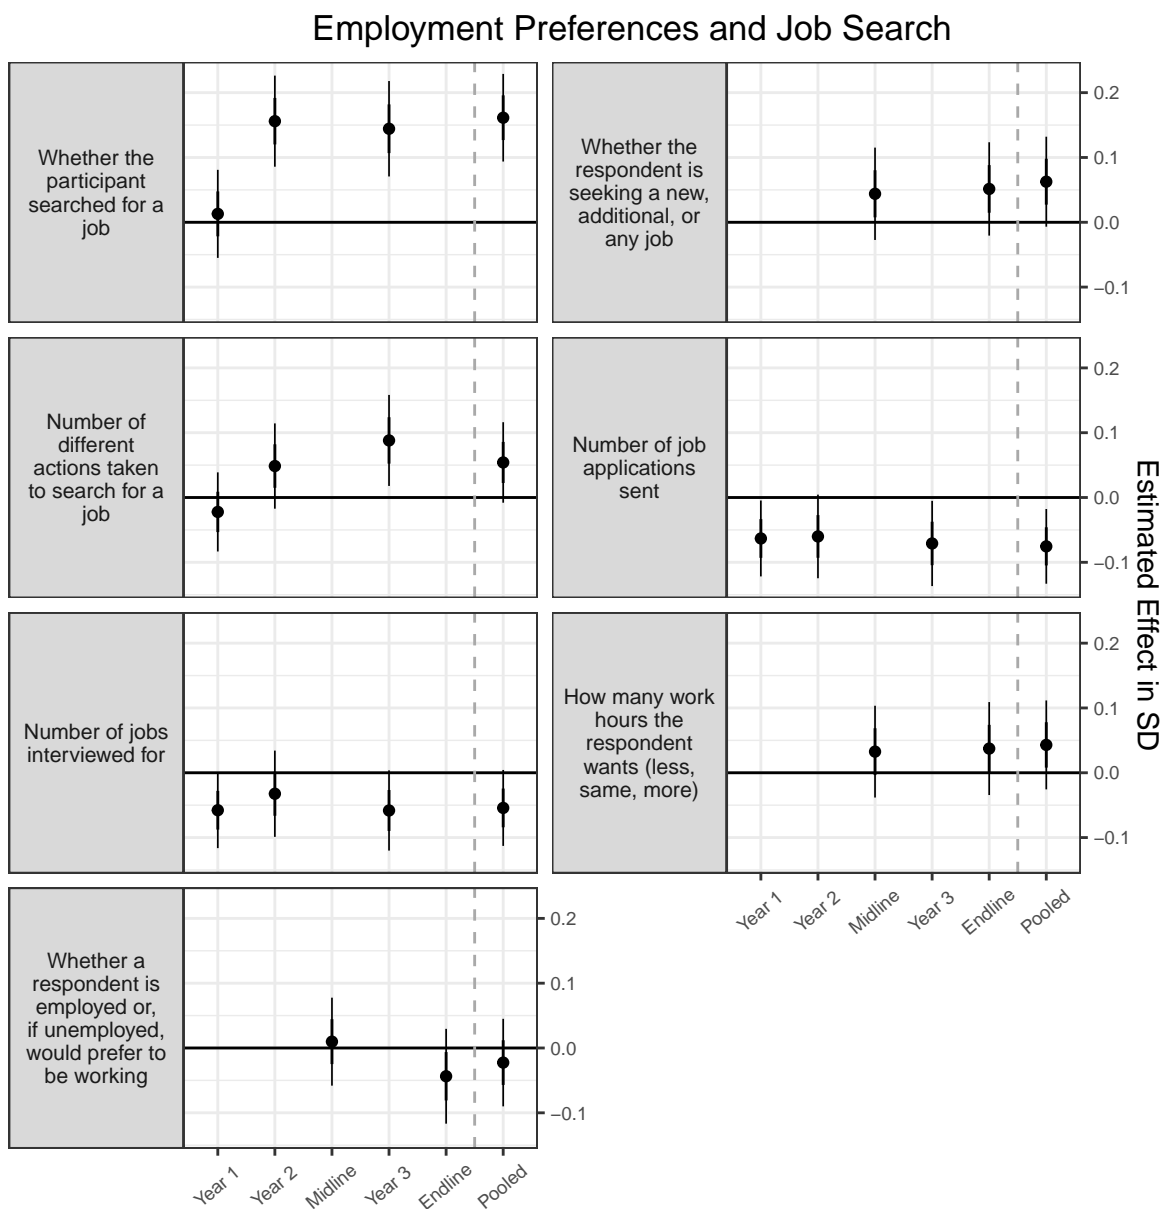 Employment Preferences and Job Search
Whether the
participant
searched for a
job
Whether the
respondent is
seeking a new,
additional, or
any job
0.2
0.1
0.0
−0.1
Number of
different
actions taken
to search for a
job
Number of job
applications
sent
0.2
0.1
0.0
−0.1
Number of jobs
interviewed for
How many work
hours the
respondent
wants (less,
same, more)
0.2
0.1
0.0
−0.1
Year 1
Year 2
Midline
Year 3
Endline
Pooled
Whether a
respondent is
employed or,
if unemployed,
would prefer to
be working
0.2
0.1
0.0
−0.1
Year 1
Year 2
Midline
Year 3
Endline
Pooled
Estimated Effect in SD